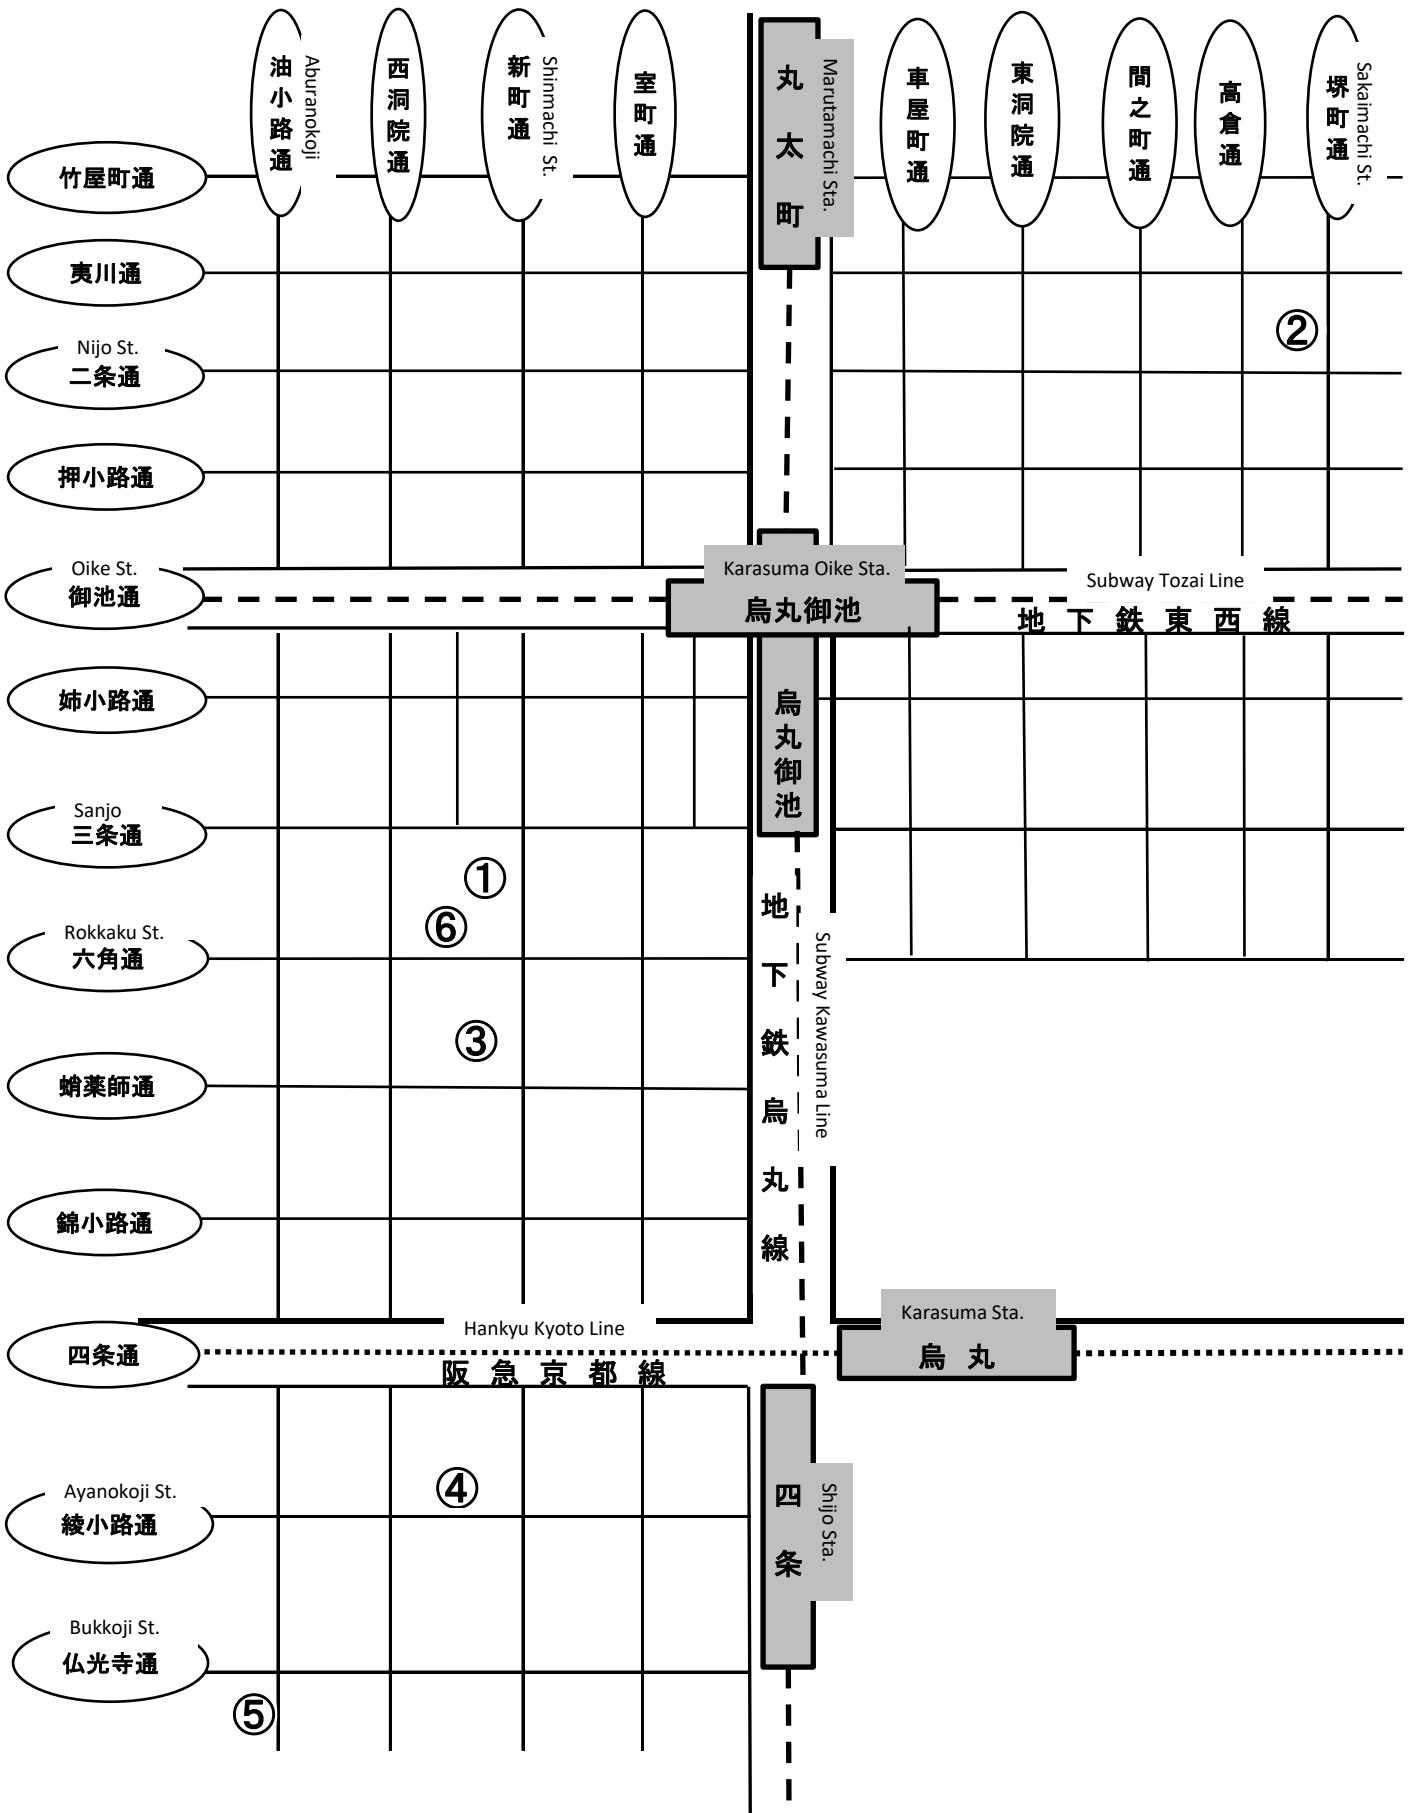 油小路通
Aburanokoji
西洞院通
新町通
Shinmachi St.
室町通
丸太町
Marutamachi Sta.
車屋町通
東洞院通
間之町通
高倉通
堺町通
Sakaimachi St.
竹屋町通
夷川通
②
Nijo St.
二条通
押小路通
Oike St.
御池通
Karasuma Oike Sta.
烏丸御池
Subway Tozai Line
地下鉄東西線
姉小路通
烏丸御池
Sanjo
三条通
①
⑥
地下鉄烏丸線
Subway Kawasuma Line
Rokkaku St.
六角通
③
蛸薬師通
錦小路通
Hankyu Kyoto Line
Karasuma Sta.
四条通
阪急京都線
烏丸
④
四条
Shijo Sta.
Ayanokoji St.
綾小路通
Bukkoji St.
仏光寺通
⑤